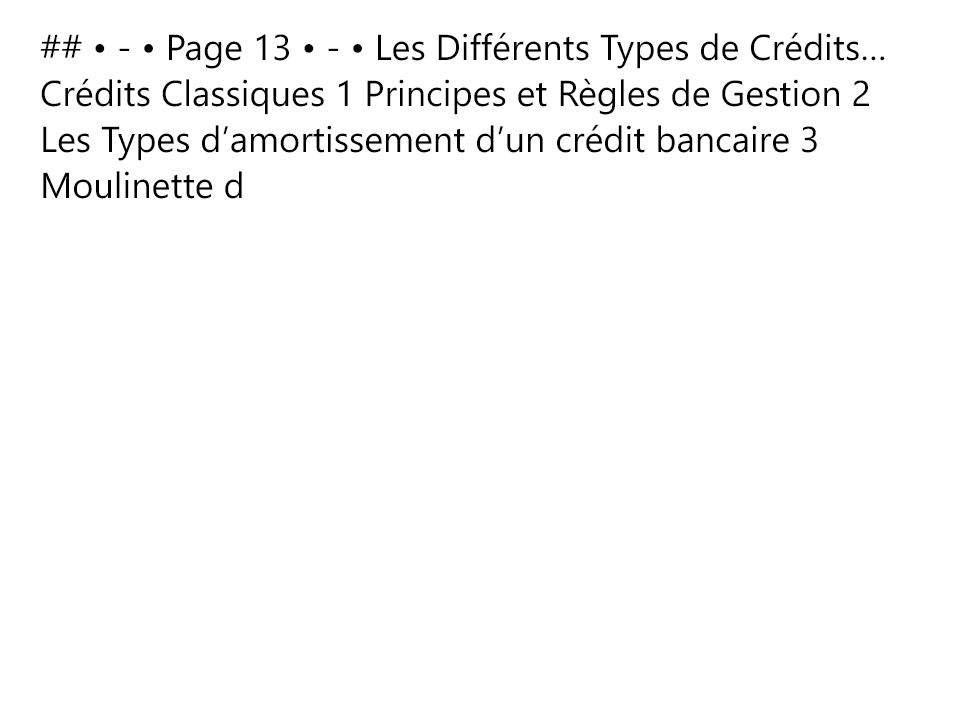 ## • - • Page 13 • - • Les Différents Types de Crédits…
Crédits Classiques 1 Principes et Règles de Gestion 2
Les Types d’amortissement d’un crédit bancaire 3
Moulinette d